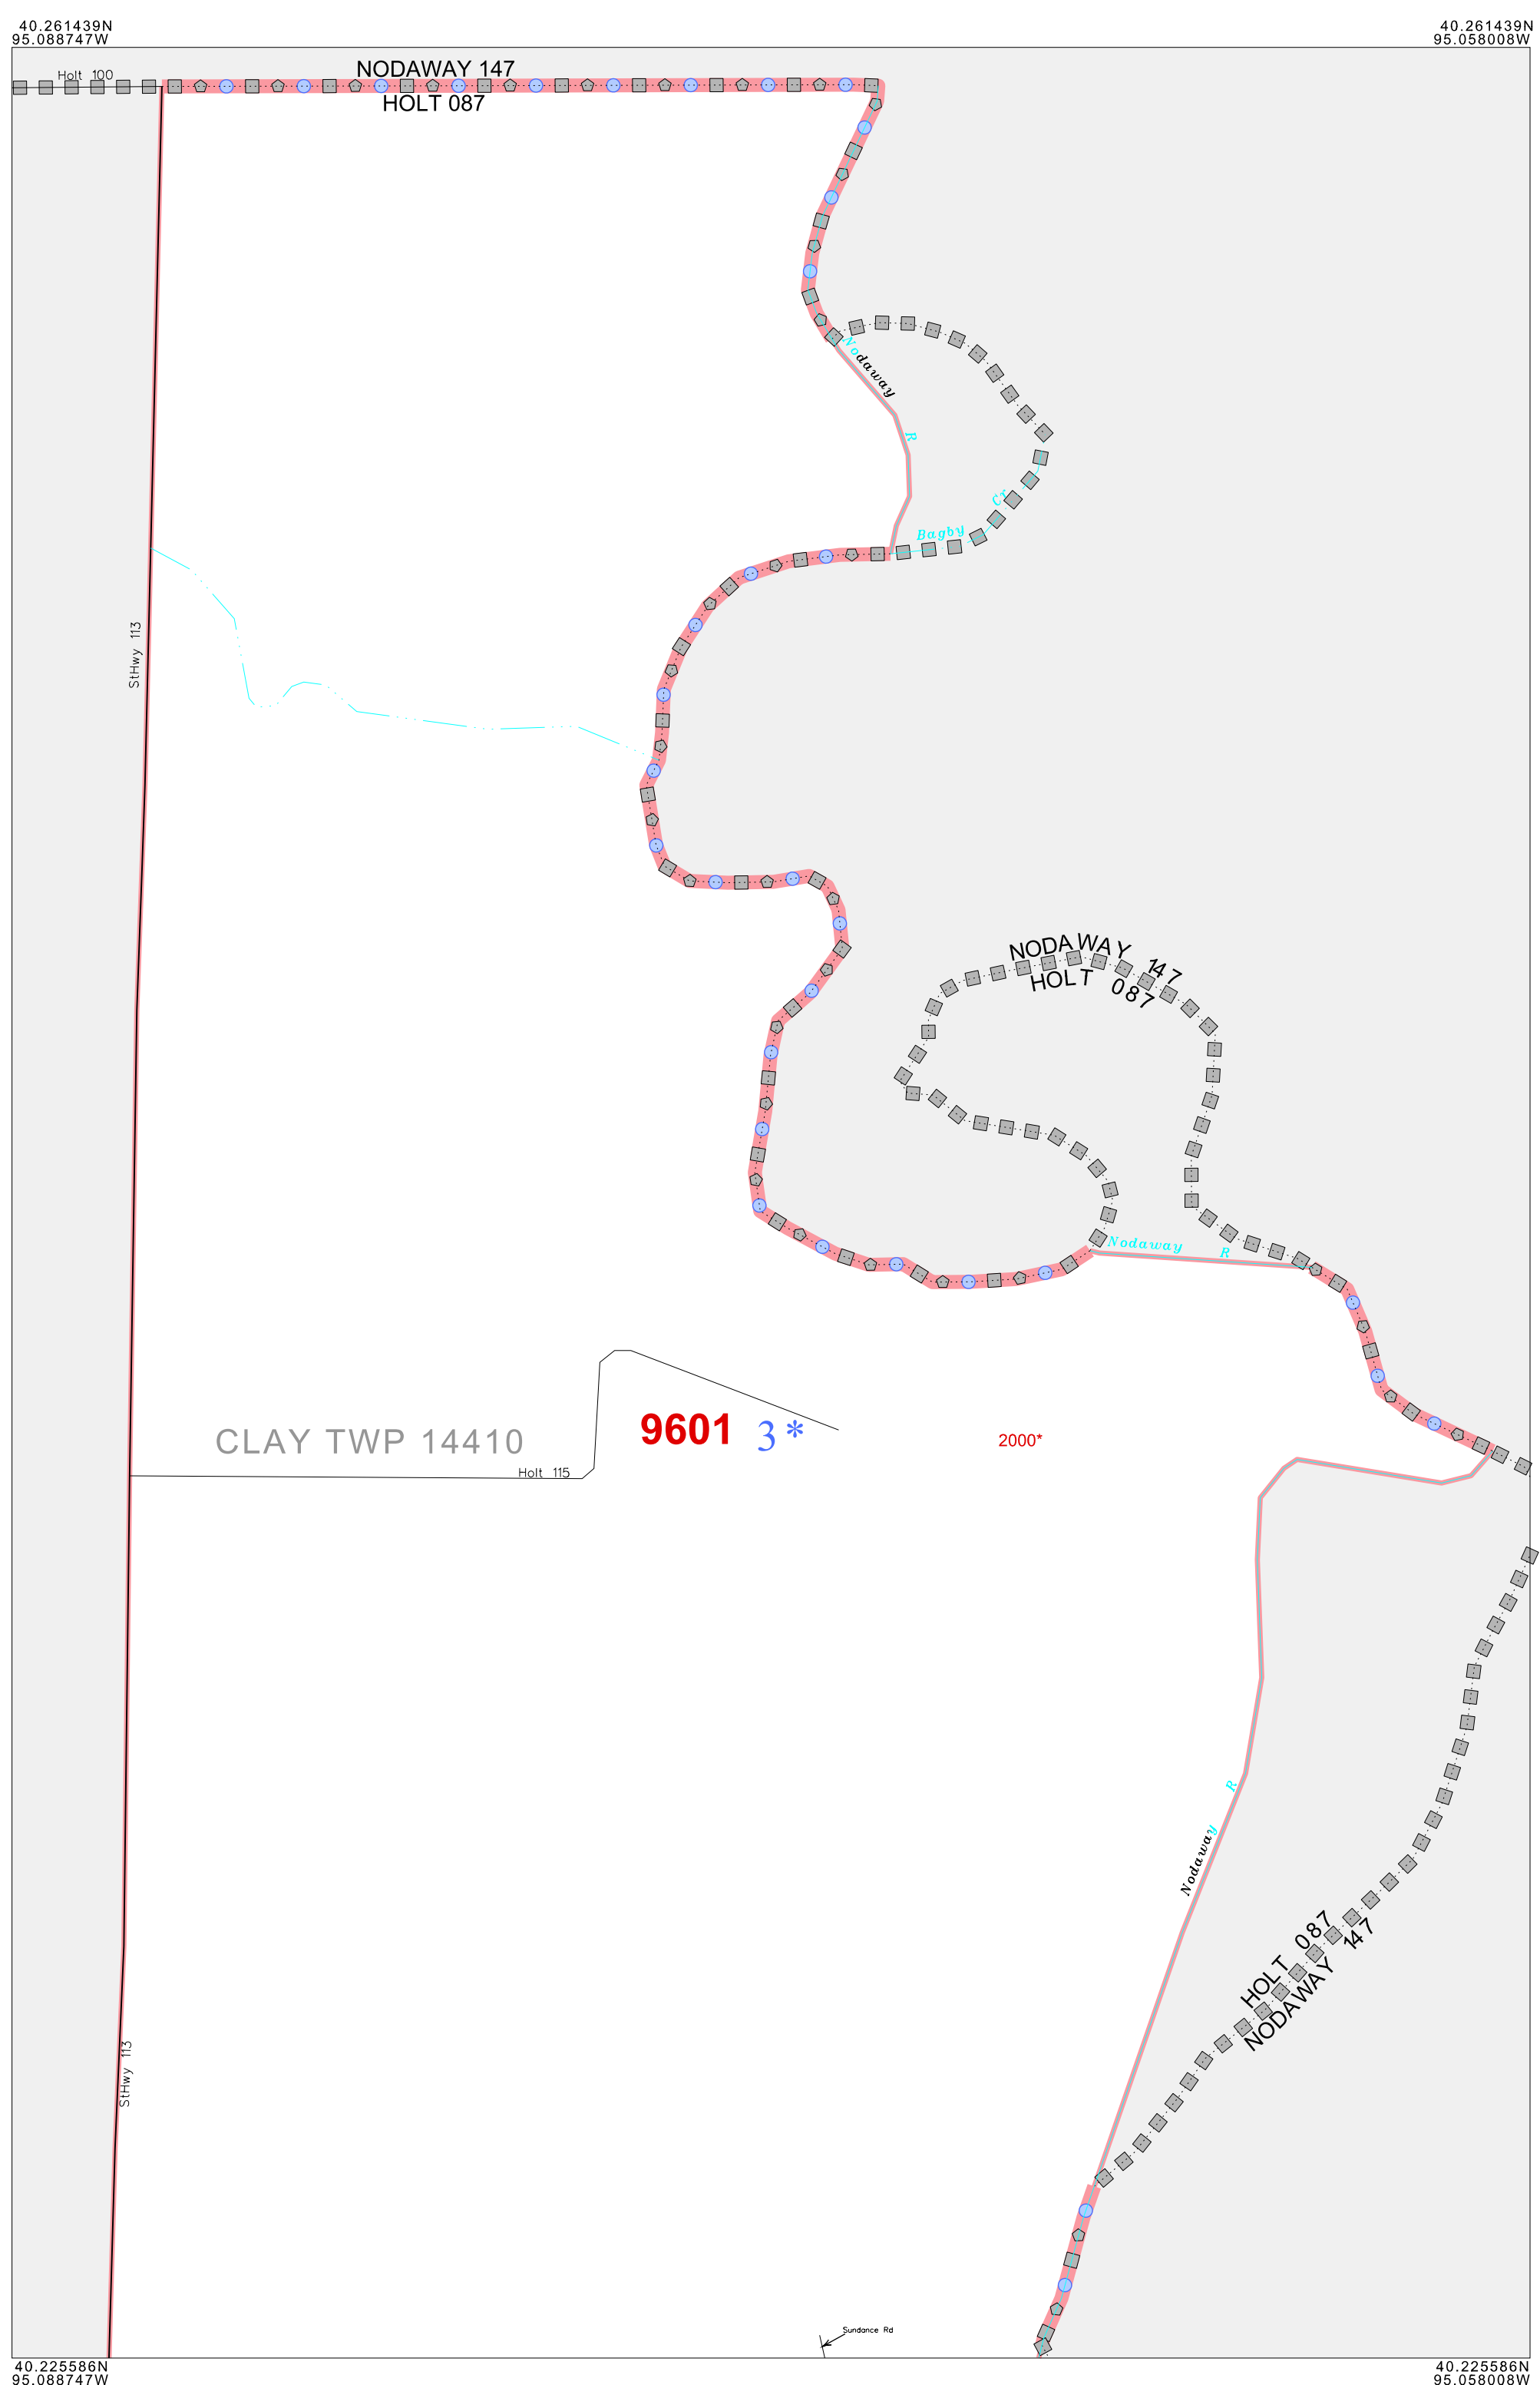 40.261439N
95.088747W
40.261439N
95.058008W
Holt 100
NODAWAY 147
HOLT 087
Nodaway
R
Bagby Cr
StHwy 113
NODAWAY 147
HOLT 087
Nodaway R
CLAY TWP 14410
9601
3*
2000*
Holt 115
R
Nodaway
HOLT 087
NODAWAY 147
StHwy 113
Sundance Rd
40.225586N
95.088747W
40.225586N
95.058008W